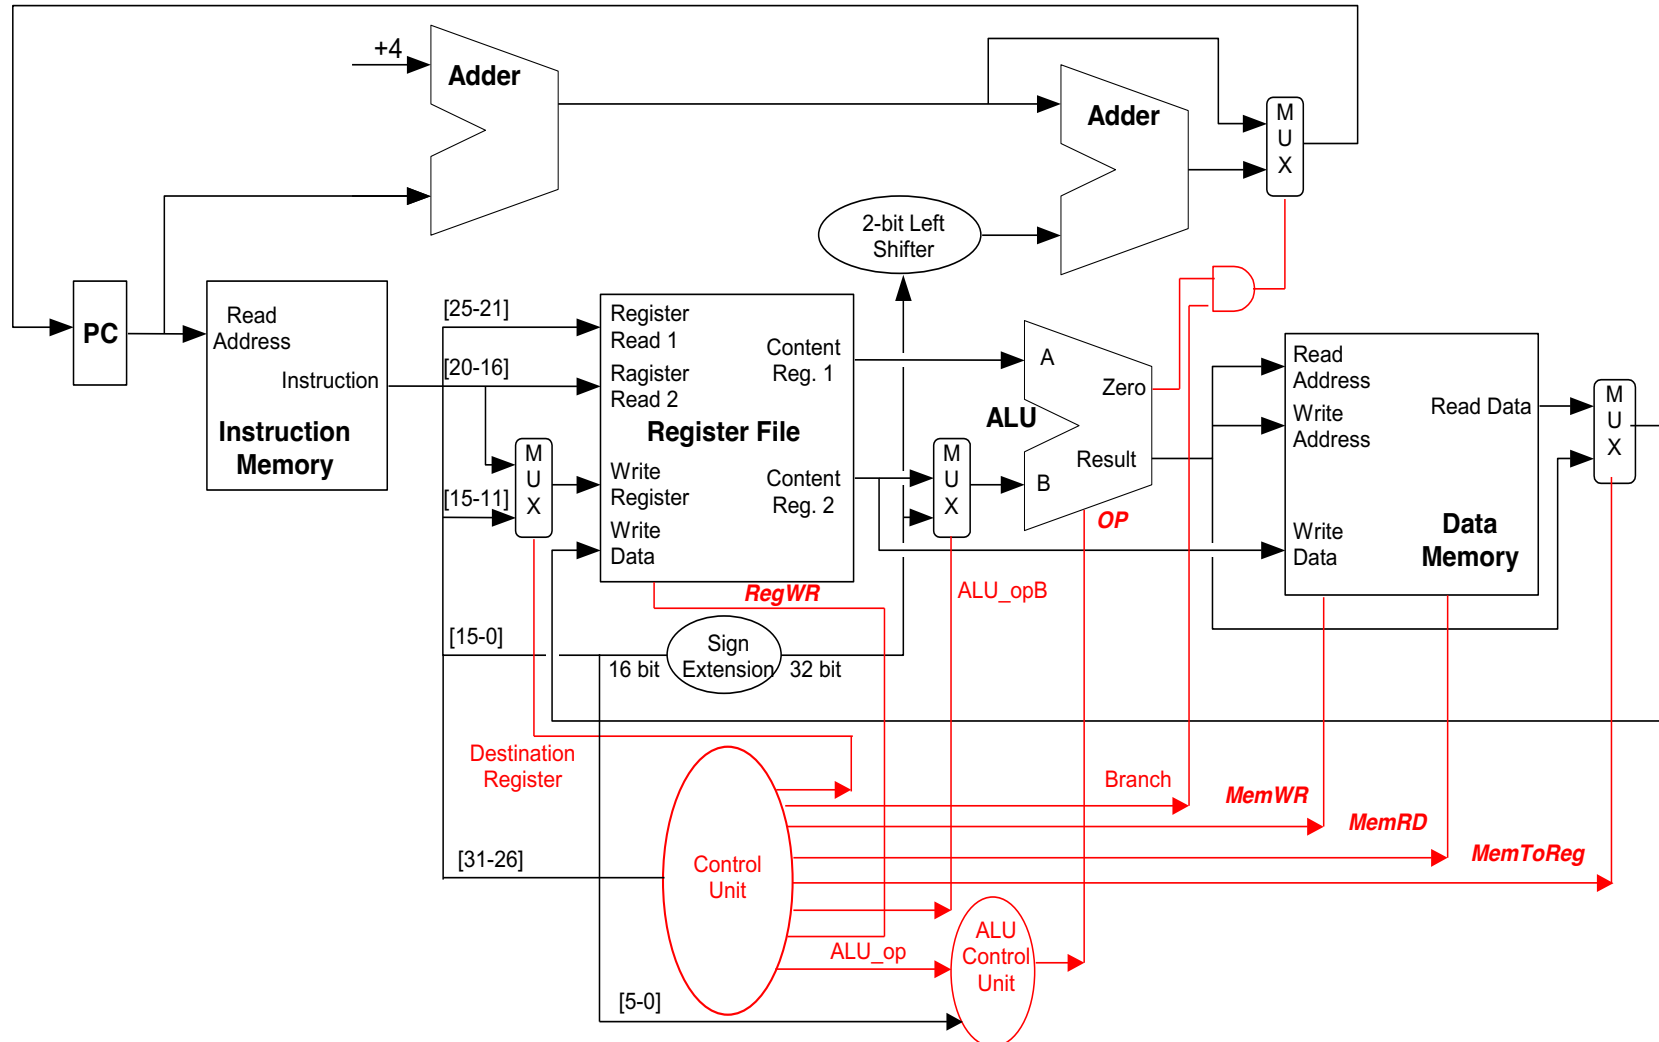 +4
Adder
Adder
M
U
X
2-bit Left
Shifter
PC
Read
Address
Instruction
Instruction
Memory
[25-21]
[20-16]
[15-11]
M
U
X
Register
Read 1
Ragister
Read 2
Content
Reg. 1
Register File
Write
Register
Content
Reg. 2
Write
Data
RegWR
M
U
X
A
Zero
ALU
Result
B
OP
ALU_opB
Read
Address
Write
Address
Read Data
Write
Data
Data
Memory
M
U
X
[15-0]
16 bit
Sign
Extension
32 bit
Destination
Register
Branch
MemWR
MemRD
MemToReg
[31-26]
Control
Unit
ALU_op
ALU
Control
Unit
[5-0]